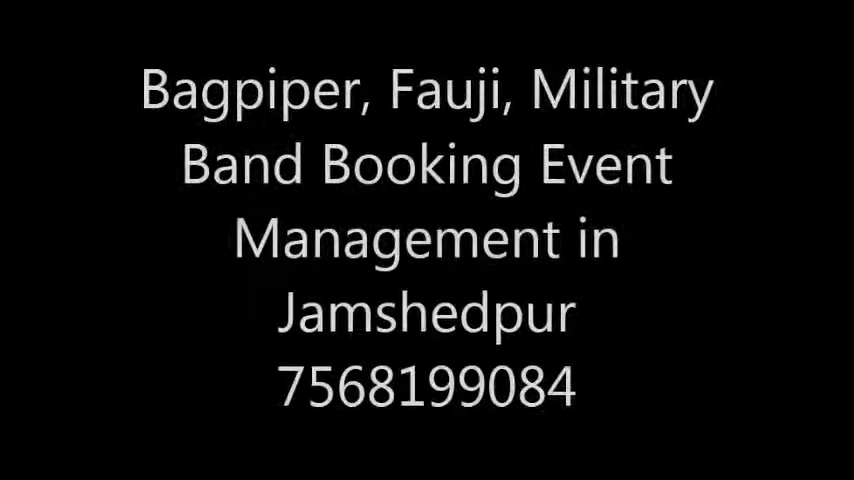 Bagpiper, Fauji, Military
Band Booking Event
Management in
Jamshedpur
7568199084